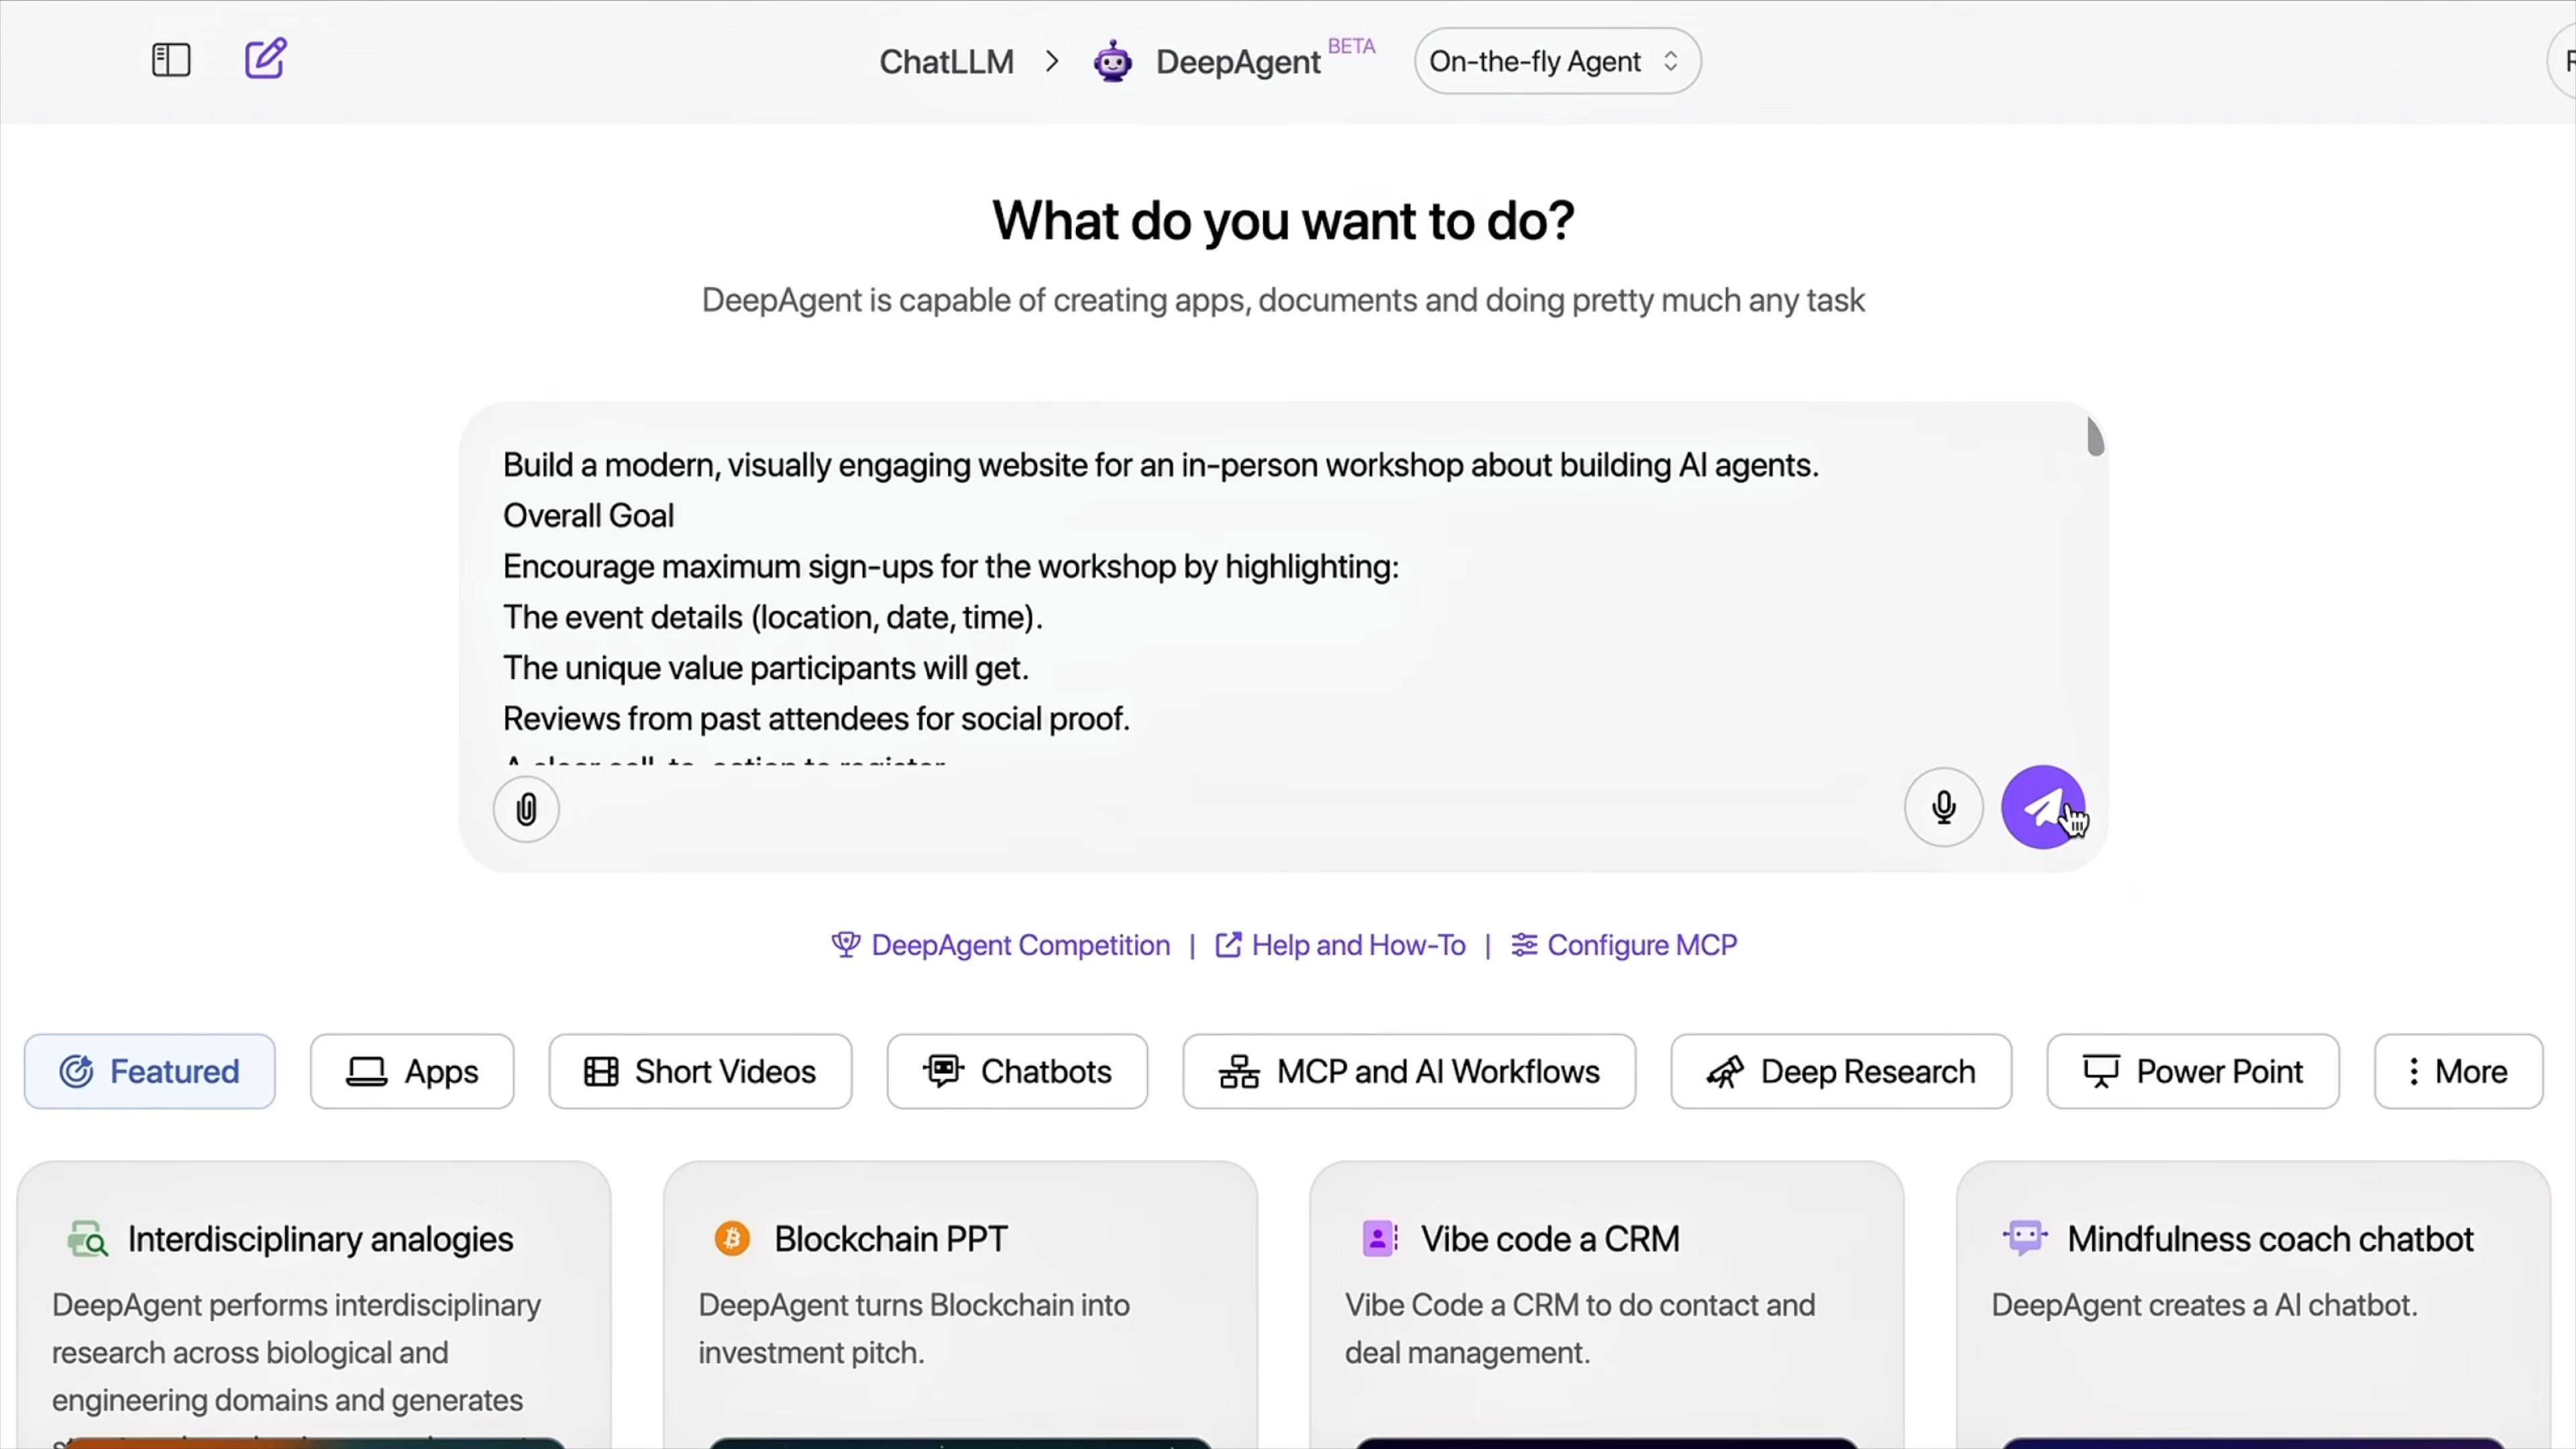 ChatLLM > DeepAgent BETA On-the-fly Agent
What do you want to do?
DeepAgent is capable of creating apps, documents and doing pretty much any task
Build a modern, visually engaging website for an in-person workshop about building AI agents.
Overall Goal
Encourage maximum sign-ups for the workshop by highlighting:
The event details (location, date, time).
The unique value participants will get.
Reviews from past attendees for social proof.
A clear call-to-action to register
DeepAgent Competition | Help and How-To | Configure MCP
Featured Apps Short Videos Chatbots MCP and AI Workflows Deep Research Power Point More
Interdisciplinary analogies
DeepAgent performs interdisciplinary
research across biological and
engineering domains and generates
Blockchain PPT
DeepAgent turns Blockchain into
investment pitch.
Vibe code a CRM
Vibe Code a CRM to do contact and
deal management.
Mindfulness coach chatbot
DeepAgent creates a AI chatbot.